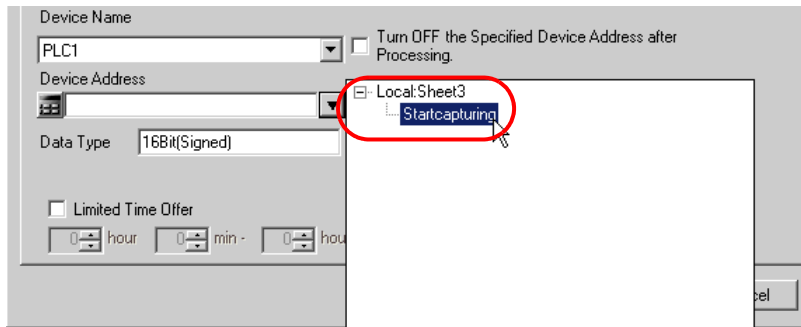 Device Name
PLC1
Turn OFF the Specified Device Address after
Processing.
Device Address
Local:Sheet3
Startcapturing
Data Type 16Bit(Signed)
Limited Time Offer
0 hour 0 min - 0 hou
cel